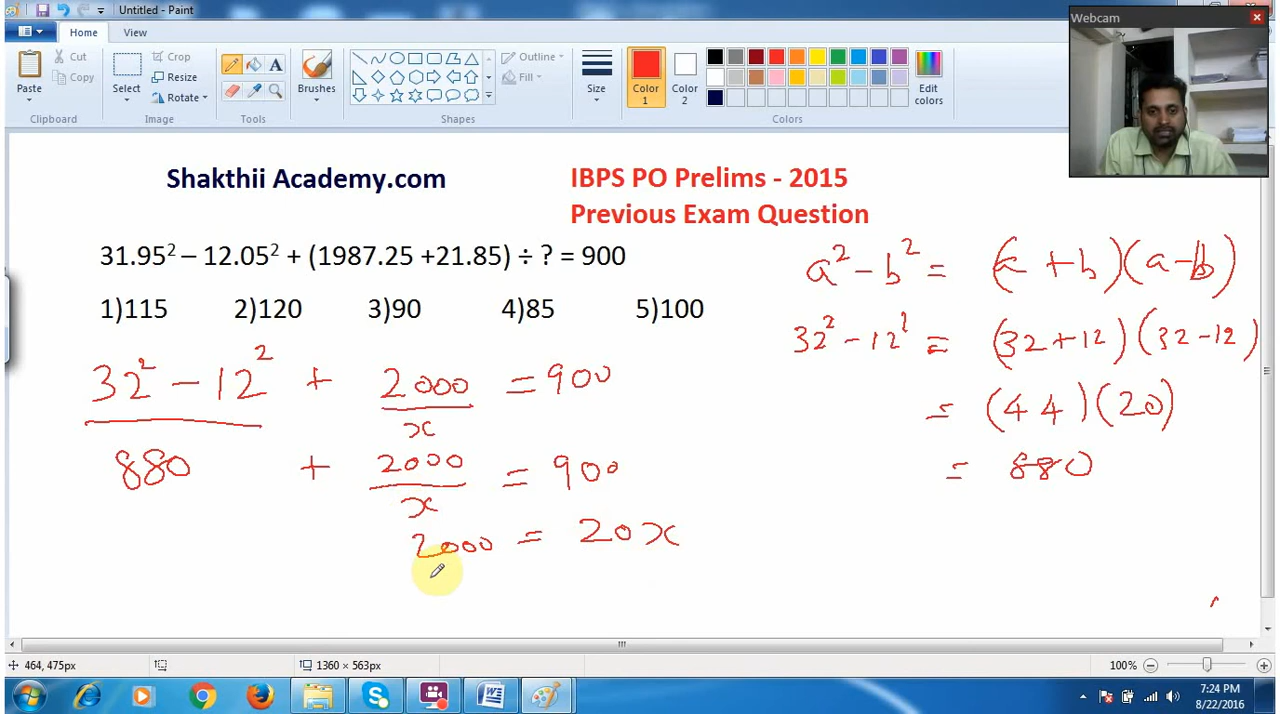 Untitled - Paint
Webcam
Home View
Cut
Copy
Paste
Clipboard
Select
Crop
Resize
Rotate
Image
Tools
Brushes
Outline
Fill
Shapes
Size
Color 1
Color 2
Edit colors
Colors
Shakthii Academy.com
IBPS PO Prelims - 2015
Previous Exam Question
31.95² – 12.05² + (1987.25 +21.85) ÷ ? = 900
1)115 2)120 3)90 4)85 5)100
a² - b² = (a + b)(a - b)
32² - 12² = (32 + 12)(32 - 12)
= (44)(20)
= 880
32² - 12² + 2000/x = 900
880 + 2000/x = 900
2000 = 20x
464, 475px
1360 × 563px
100%
7:24 PM
8/22/2016